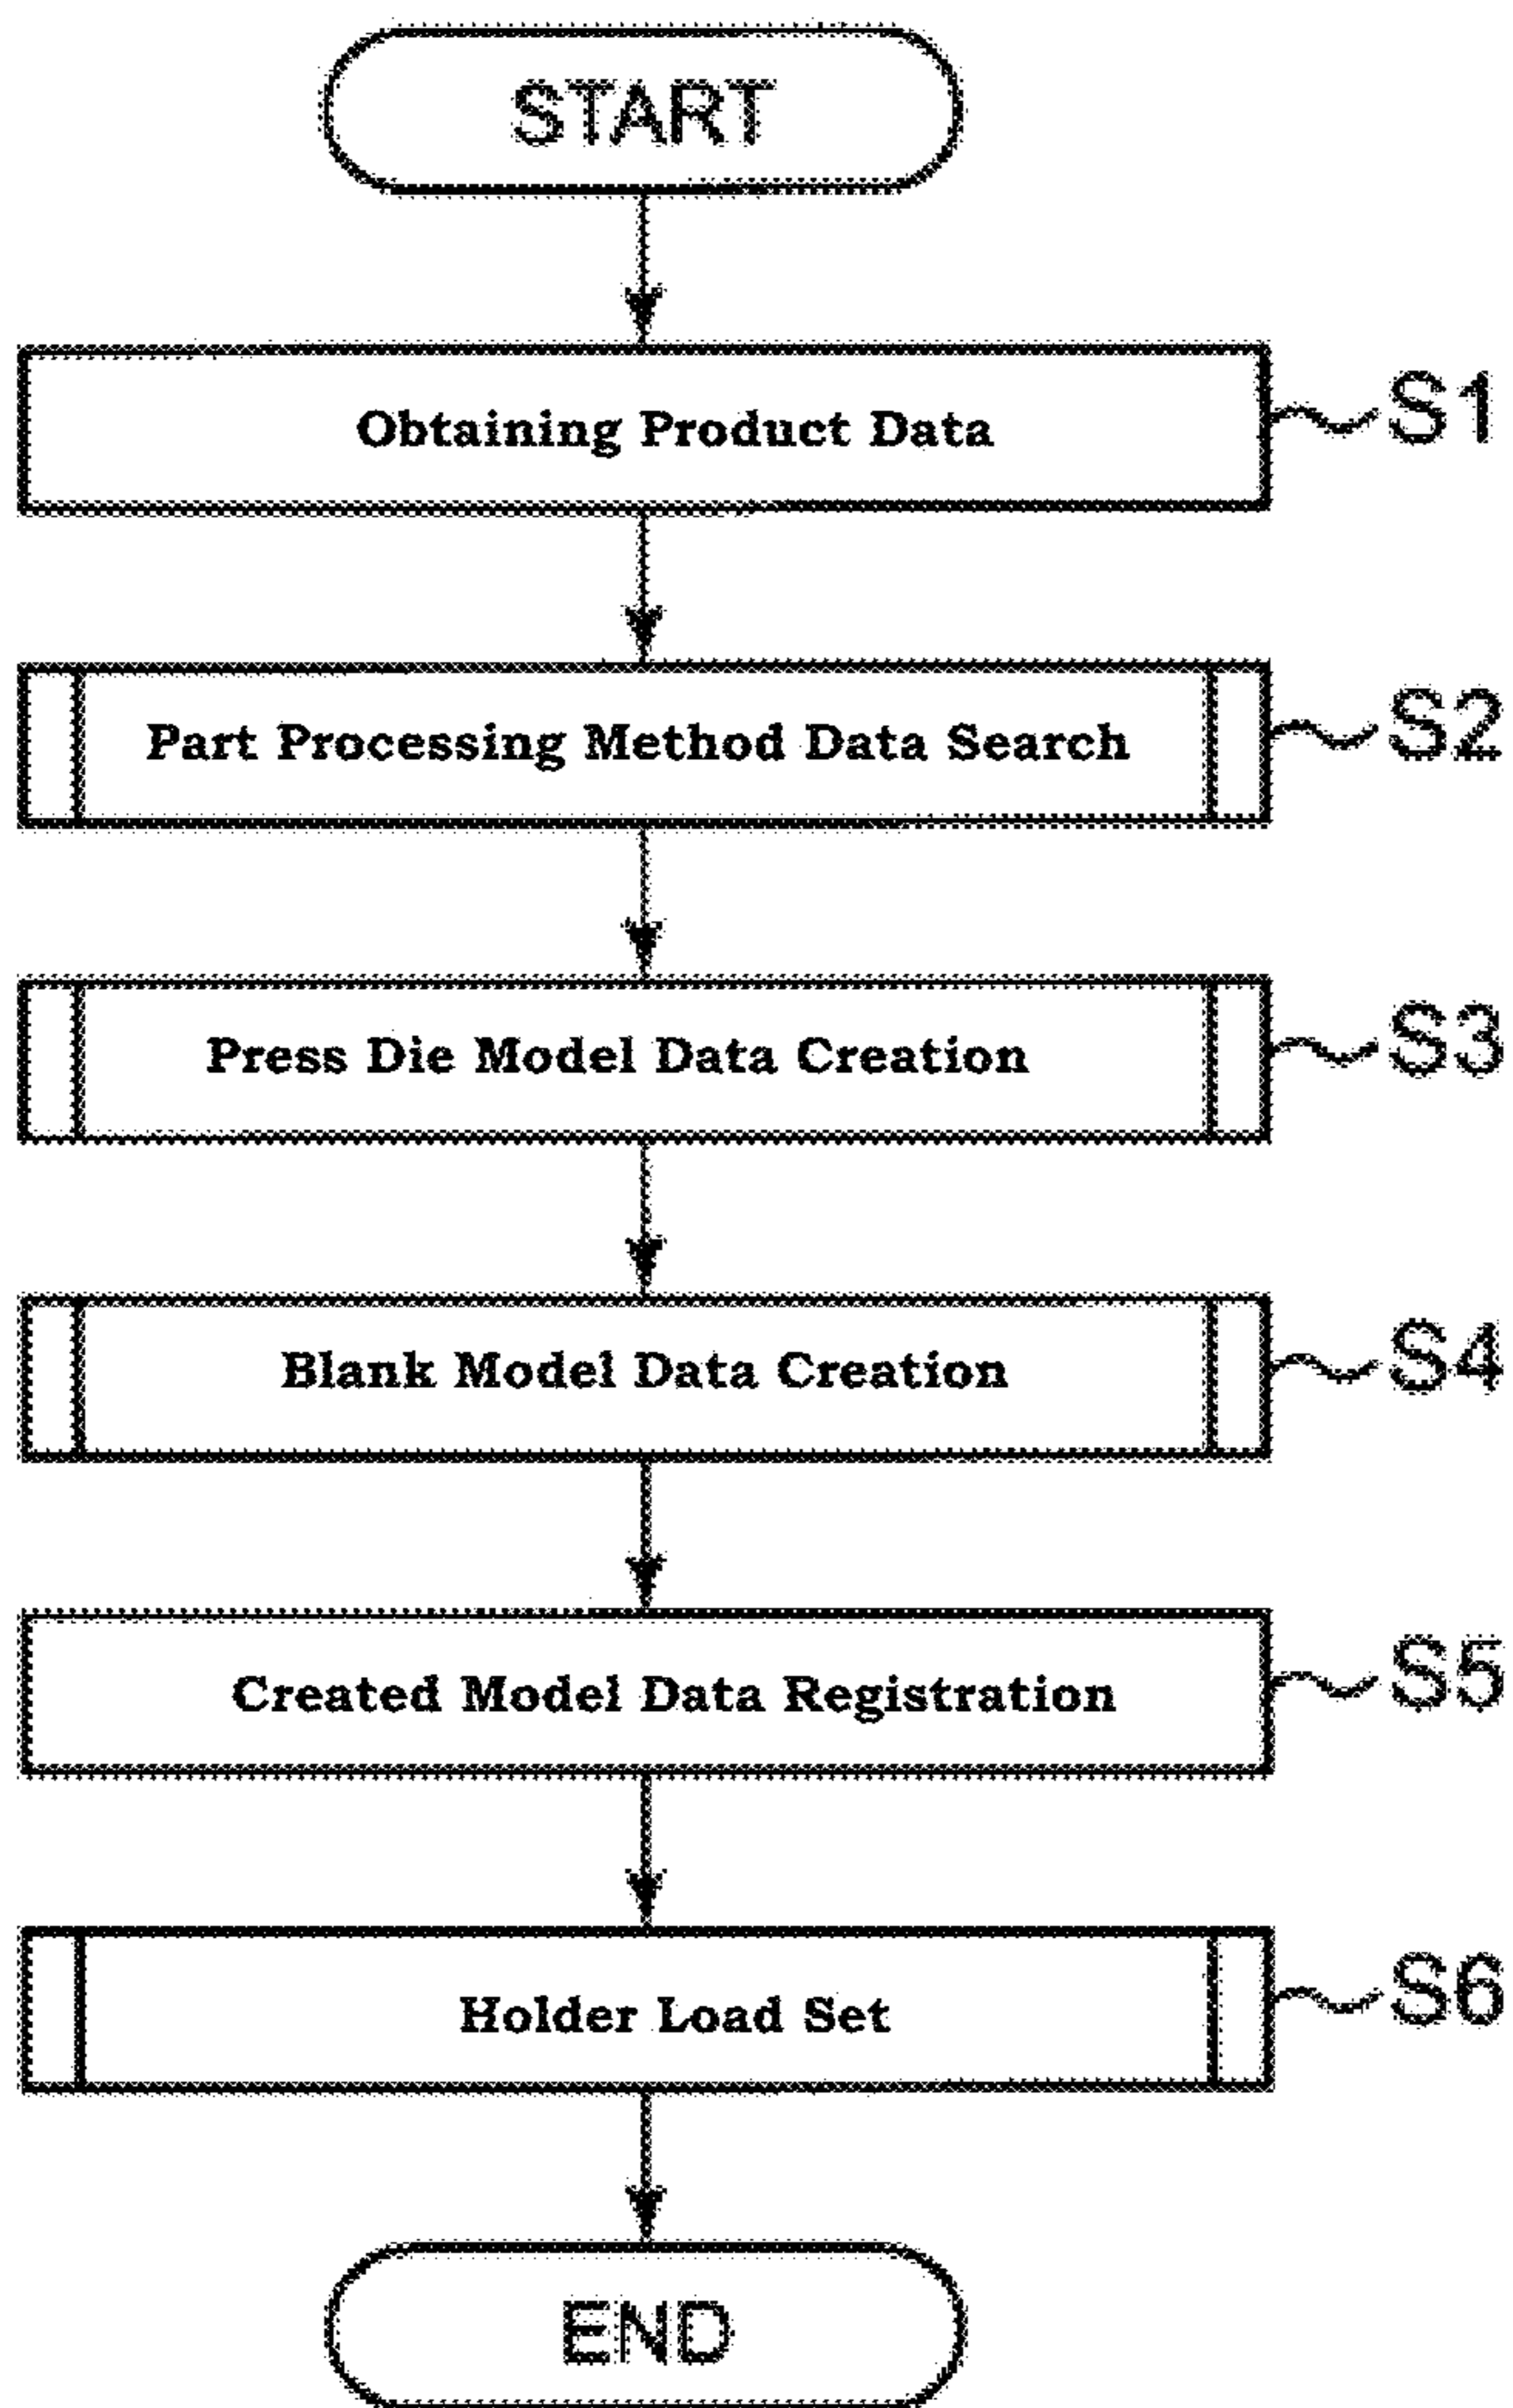 START
Obtaining Product Data
S1
Part Processing Method Data Search
S2
Press Die Model Data Creation
S3
Blank Model Data Creation
S4
Created Model Data Registration
S5
Holder Load Set
S6
END